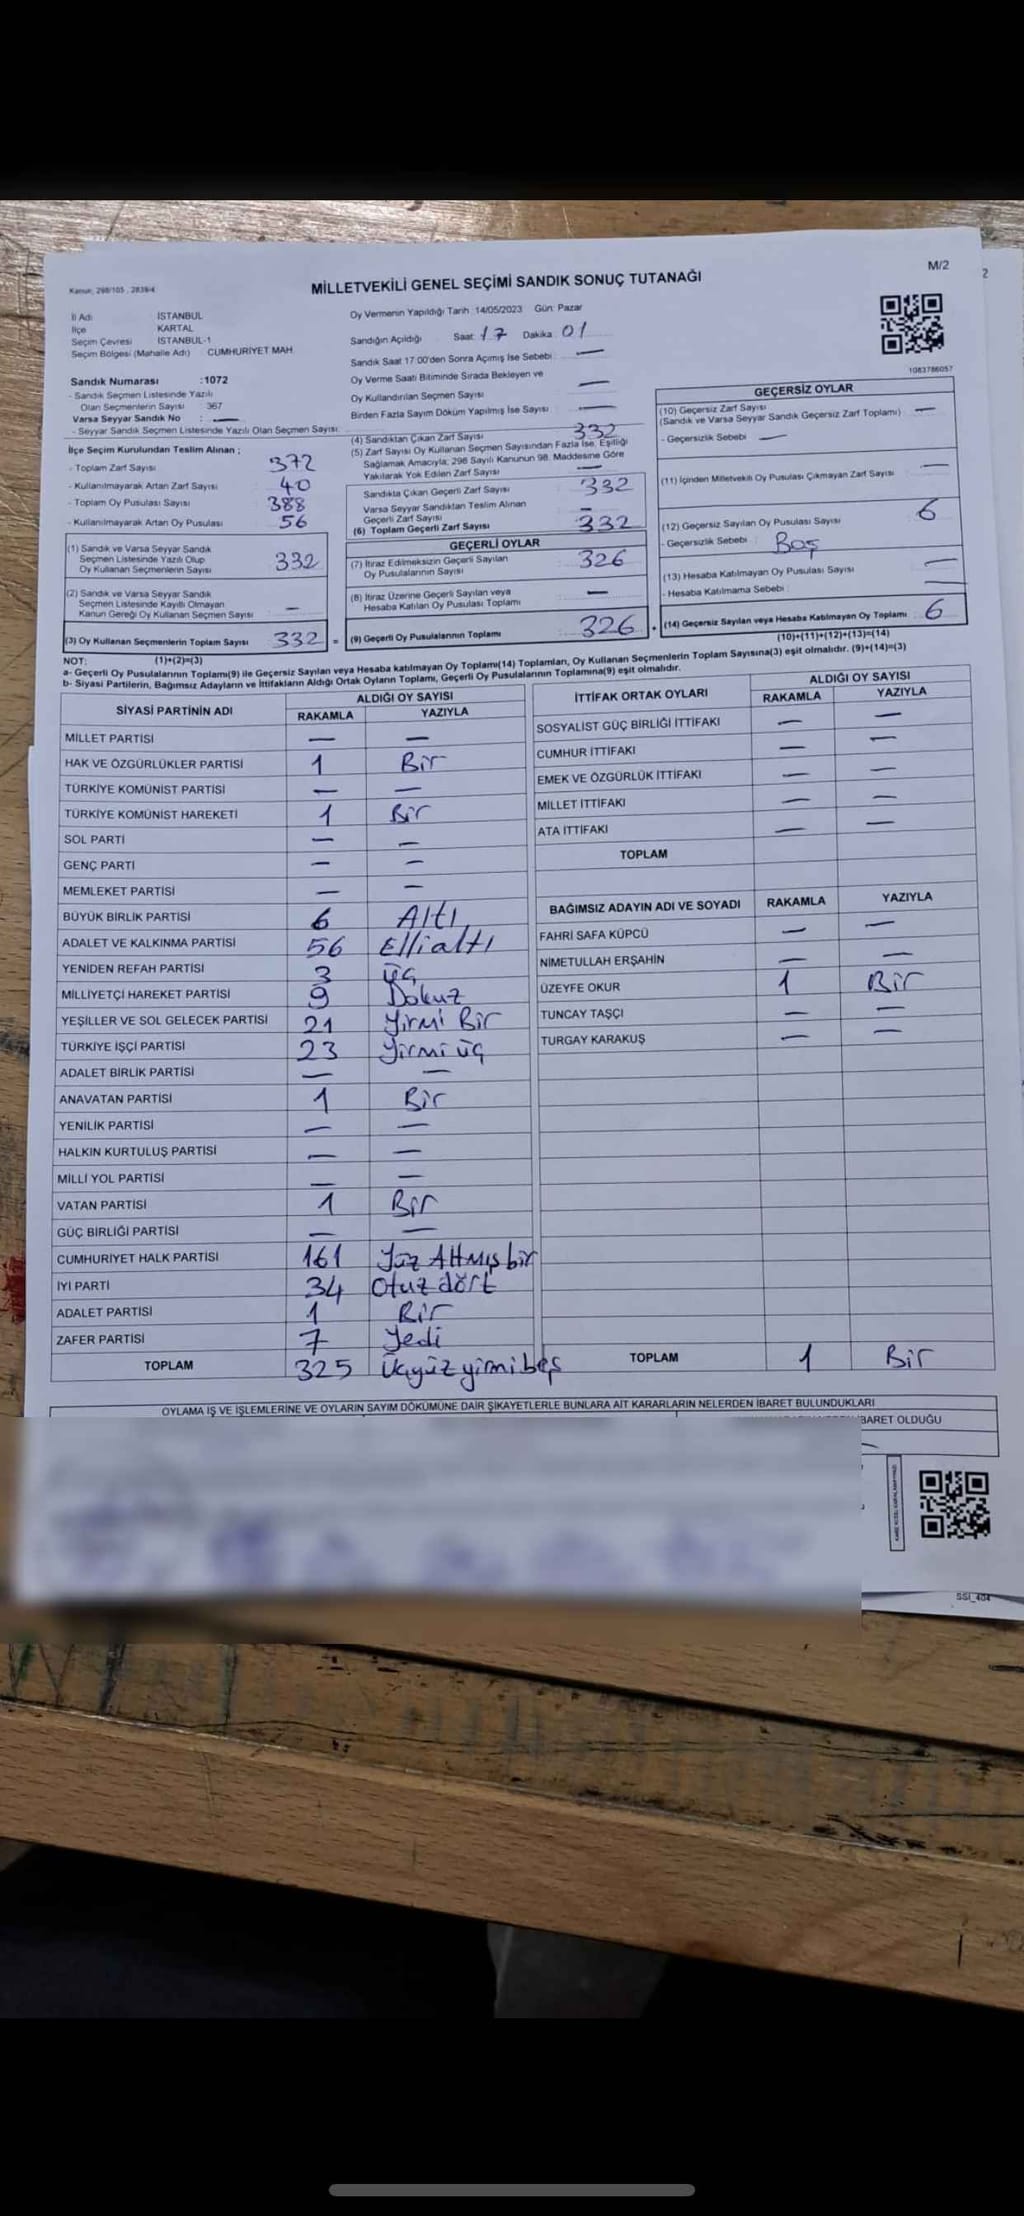 M/2
2
Kanun; 298/105 , 2839/4
MİLLETVEKİLİ GENEL SEÇİMİ SANDIK SONUÇ TUTANAĞI
İl Adı İSTANBUL
İlçe KARTAL
Seçim Çevresi İSTANBUL-1
Seçim Bölgesi (Mahalle Adı) CUMHURİYET MAH.
Sandık Numarası :1072
- Sandık Seçmen Listesinde Yazılı
Olan Seçmenlerin Sayısı : 367
Varsa Seyyar Sandık No : —
- Seyyar Sandık Seçmen Listesinde Yazılı Olan Seçmen Sayısı:
İlçe Seçim Kurulundan Teslim Alınan ;
- Toplam Zarf Sayısı 372
- Kullanılmayarak Artan Zarf Sayısı 40
- Toplam Oy Pusulası Sayısı 388
- Kullanılmayarak Artan Oy Pusulası 56
(1) Sandık ve Varsa Seyyar Sandık
Seçmen Listesinde Yazılı Olup
Oy Kullanan Seçmenlerin Sayısı 332
(2) Sandık ve Varsa Seyyar Sandık
Seçmen Listesinde Kayıtlı Olmayan
Kanun Gereği Oy Kullanan Seçmen Sayısı —
(3) Oy Kullanan Seçmenlerin Toplam Sayısı 332 =
(1)+(2)=(3)
Oy Vermenin Yapıldığı Tarih :14/05/2023 Gün: Pazar
Sandığın Açıldığı Saat: 17 Dakika: 01
Sandık Saat 17:00'den Sonra Açılmış İse Sebebi : —
Oy Verme Saati Bitiminde Sırada Bekleyen ve
Oy Kullandırılan Seçmen Sayısı —
Birden Fazla Sayım Döküm Yapılmış İse Sayısı : —
(4) Sandıktan Çıkan Zarf Sayısı 332
(5) Zarf Sayısı Oy Kullanan Seçmen Sayısından Fazla İse, Eşitliği
Sağlamak Amacıyla; 298 Sayılı Kanunun 98. Maddesine Göre
Yakılarak Yok Edilen Zarf Sayısı —
Sandıkta Çıkan Geçerli Zarf Sayısı 332
Varsa Seyyar Sandıktan Teslim Alınan
Geçerli Zarf Sayısı —
(6) Toplam Geçerli Zarf Sayısı 332
GEÇERLİ OYLAR
(7) İtiraz Edilmeksizin Geçerli Sayılan
Oy Pusulalarının Sayısı 326
(8) İtiraz Üzerine Geçerli Sayılan veya
Hesaba Katılan Oy Pusulası Toplamı —
(9) Geçerli Oy Pusulalarının Toplamı 326 +
1083786057
GEÇERSİZ OYLAR
(10) Geçersiz Zarf Sayısı
(Sandık ve Varsa Seyyar Sandık Geçersiz Zarf Toplamı) —
- Geçersizlik Sebebi : —
(11) İçinden Milletvekili Oy Pusulası Çıkmayan Zarf Sayısı —
(12) Geçersiz Sayılan Oy Pusulası Sayısı 6
- Geçersizlik Sebebi : Boş
(13) Hesaba Katılmayan Oy Pusulası Sayısı —
- Hesaba Katılmama Sebebi : —
(14) Geçersiz Sayılan veya Hesaba Katılmayan Oy Toplamı 6
(10)+(11)+(12)+(13)=(14)
NOT:
a- Geçerli Oy Pusulalarının Toplamı(9) ile Geçersiz Sayılan veya Hesaba katılmayan Oy Toplamı(14) Toplamları, Oy Kullanan Seçmenlerin Toplam Sayısına(3) eşit olmalıdır. (9)+(14)=(3)
b- Siyasi Partilerin, Bağımsız Adayların ve İttifakların Aldığı Ortak Oyların Toplamı, Geçerli Oy Pusulalarının Toplamına(9) eşit olmalıdır.
SİYASİ PARTİNİN ADI ALDIĞI OY SAYISI
RAKAMLA YAZIYLA
MİLLET PARTİSİ — —
HAK VE ÖZGÜRLÜKLER PARTİSİ 1 Bir
TÜRKİYE KOMÜNİST PARTİSİ — —
TÜRKİYE KOMÜNİST HAREKETİ 1 Bir
SOL PARTİ — —
GENÇ PARTİ — —
MEMLEKET PARTİSİ — —
BÜYÜK BİRLİK PARTİSİ 6 Altı
ADALET VE KALKINMA PARTİSİ 56 Ellialtı
YENİDEN REFAH PARTİSİ 3 üç
MİLLİYETÇİ HAREKET PARTİSİ 9 Dokuz
YEŞİLLER VE SOL GELECEK PARTİSİ 21 Yirmi Bir
TÜRKİYE İŞÇİ PARTİSİ 23 Yirmi üç
ADALET BİRLİK PARTİSİ — —
ANAVATAN PARTİSİ 1 Bir
YENİLİK PARTİSİ — —
HALKIN KURTULUŞ PARTİSİ — —
MİLLİ YOL PARTİSİ — —
VATAN PARTİSİ 1 Bir
GÜÇ BİRLİĞİ PARTİSİ — —
CUMHURİYET HALK PARTİSİ 161 Yüz Altmış bir
İYİ PARTİ 34 Otuz dört
ADALET PARTİSİ 1 Bir
ZAFER PARTİSİ 7 Yedi
TOPLAM 325 Üçyüz yirmibeş
İTTİFAK ORTAK OYLARI ALDIĞI OY SAYISI
RAKAMLA YAZIYLA
SOSYALİST GÜÇ BİRLİĞİ İTTİFAKI — —
CUMHUR İTTİFAKI — —
EMEK VE ÖZGÜRLÜK İTTİFAKI — —
MİLLET İTTİFAKI — —
ATA İTTİFAKI — —
TOPLAM
BAĞIMSIZ ADAYIN ADI VE SOYADI RAKAMLA YAZIYLA
FAHRİ SAFA KÜPCÜ — —
NİMETULLAH ERŞAHİN — —
ÜZEYFE OKUR 1 Bir
TUNCAY TAŞÇI — —
TURGAY KARAKUŞ — —
TOPLAM 1 Bir
OYLAMA İŞ VE İŞLEMLERİNE VE OYLARIN SAYIM DÖKÜMÜNE DAİR ŞİKAYETLERLE BUNLARA AİT KARARLARIN NELERDEN İBARET BULUNDUKLARI
İBARET OLDUĞU
SSI_404